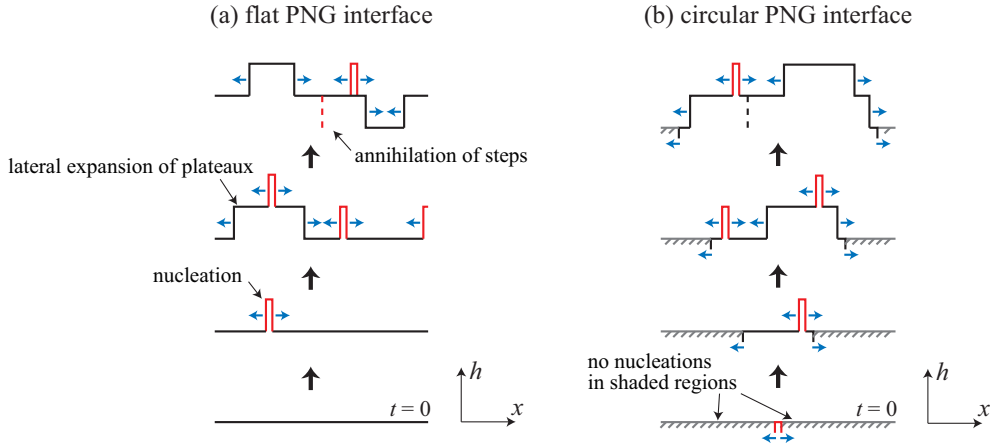 (a) flat PNG interface
annihilation of steps
lateral expansion of plateaux
nucleation
t = 0
h
x
(b) circular PNG interface
no nucleations
in shaded regions
t = 0
h
x